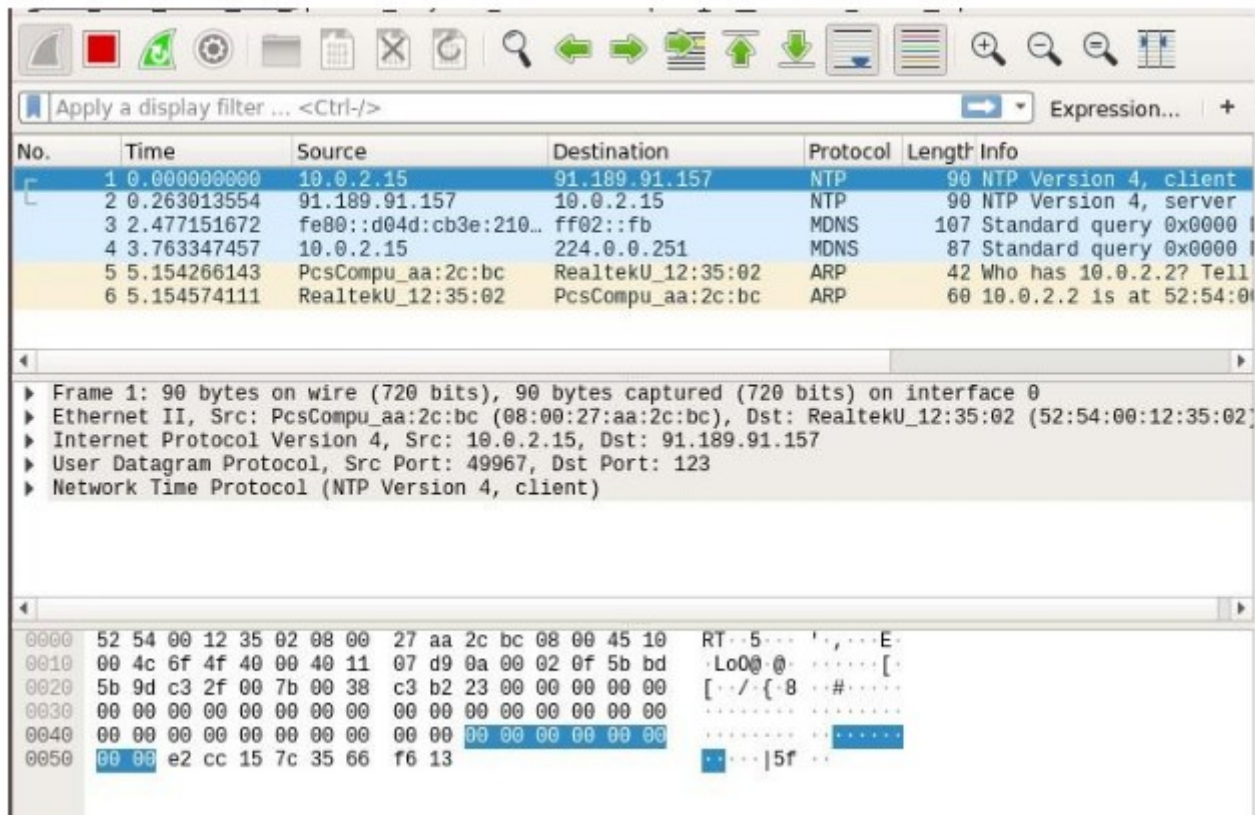 Apply a display filter ... <Ctrl-/> Expression... +
No. Time Source Destination Protocol Length Info
1 0.000000000 10.0.2.15 91.189.91.157 NTP 90 NTP Version 4, client
2 0.263013554 91.189.91.157 10.0.2.15 NTP 90 NTP Version 4, server
3 2.477151672 fe80::d04d:cb3e:210… ff02::fb MDNS 107 Standard query 0x0000
4 3.763347457 10.0.2.15 224.0.0.251 MDNS 87 Standard query 0x0000
5 5.154266143 PcsCompu_aa:2c:bc RealtekU_12:35:02 ARP 42 Who has 10.0.2.2? Tell
6 5.154574111 RealtekU_12:35:02 PcsCompu_aa:2c:bc ARP 60 10.0.2.2 is at 52:54:0
Frame 1: 90 bytes on wire (720 bits), 90 bytes captured (720 bits) on interface 0
Ethernet II, Src: PcsCompu_aa:2c:bc (08:00:27:aa:2c:bc), Dst: RealtekU_12:35:02 (52:54:00:12:35:02)
Internet Protocol Version 4, Src: 10.0.2.15, Dst: 91.189.91.157
User Datagram Protocol, Src Port: 49967, Dst Port: 123
Network Time Protocol (NTP Version 4, client)
0000 52 54 00 12 35 02 08 00 27 aa 2c bc 08 00 45 10 RT··5··· '·,···E·
0010 00 4c 6f 4f 40 00 40 11 07 d9 0a 00 02 0f 5b bd ·LoO@·@· ······[·
0020 5b 9d c3 2f 00 7b 00 38 c3 b2 23 00 00 00 00 00 [··/·{·8 ··#·····
0030 00 00 00 00 00 00 00 00 00 00 00 00 00 00 00 00 ········ ········
0040 00 00 00 00 00 00 00 00 00 00 00 00 00 00 00 00 ········ ········
0050 00 00 e2 cc 15 7c 35 66 f6 13 ·····|5f ··